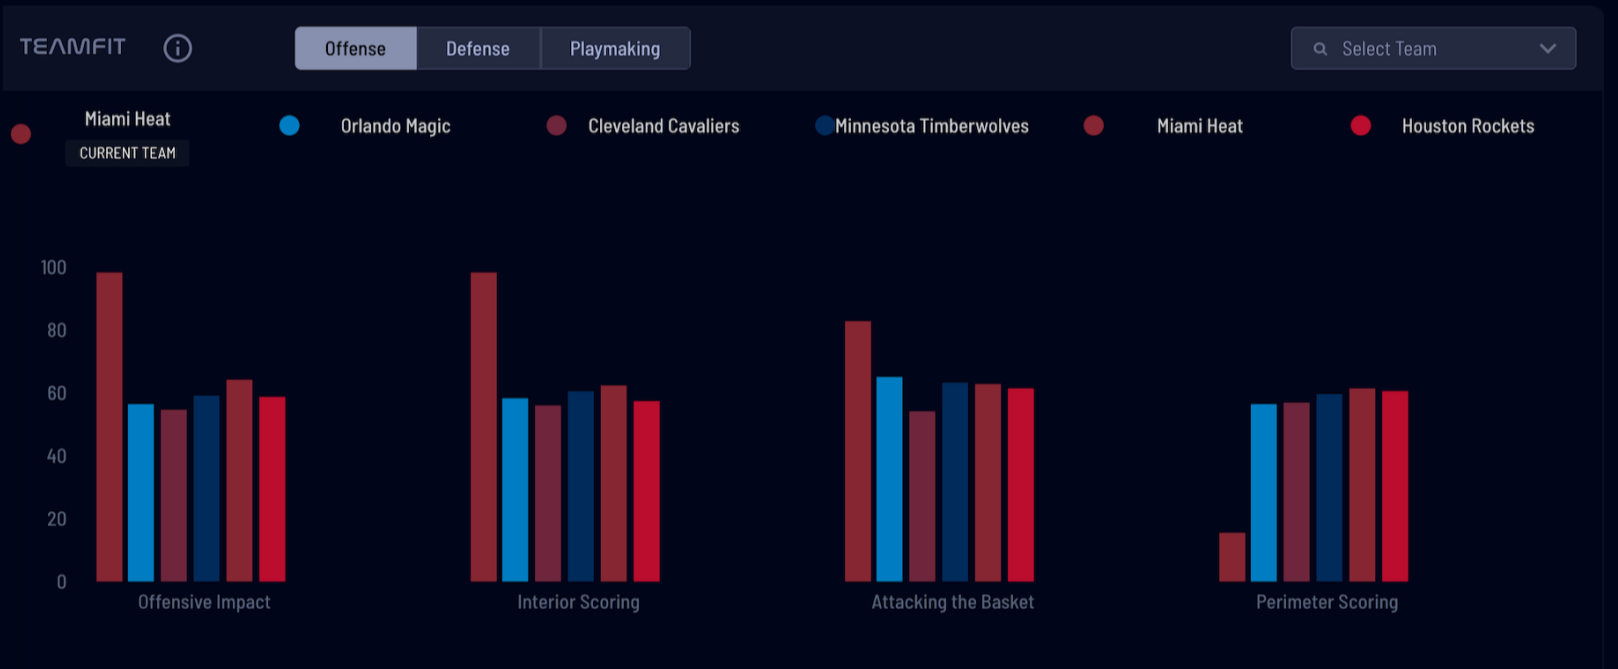 TEAMFIT
Offense Defense Playmaking
Select Team
Miami Heat
CURRENT TEAM
Orlando Magic
Cleveland Cavaliers
Minnesota Timberwolves
Miami Heat
Houston Rockets
100
80
60
40
20
0
Offensive Impact
Interior Scoring
Attacking the Basket
Perimeter Scoring